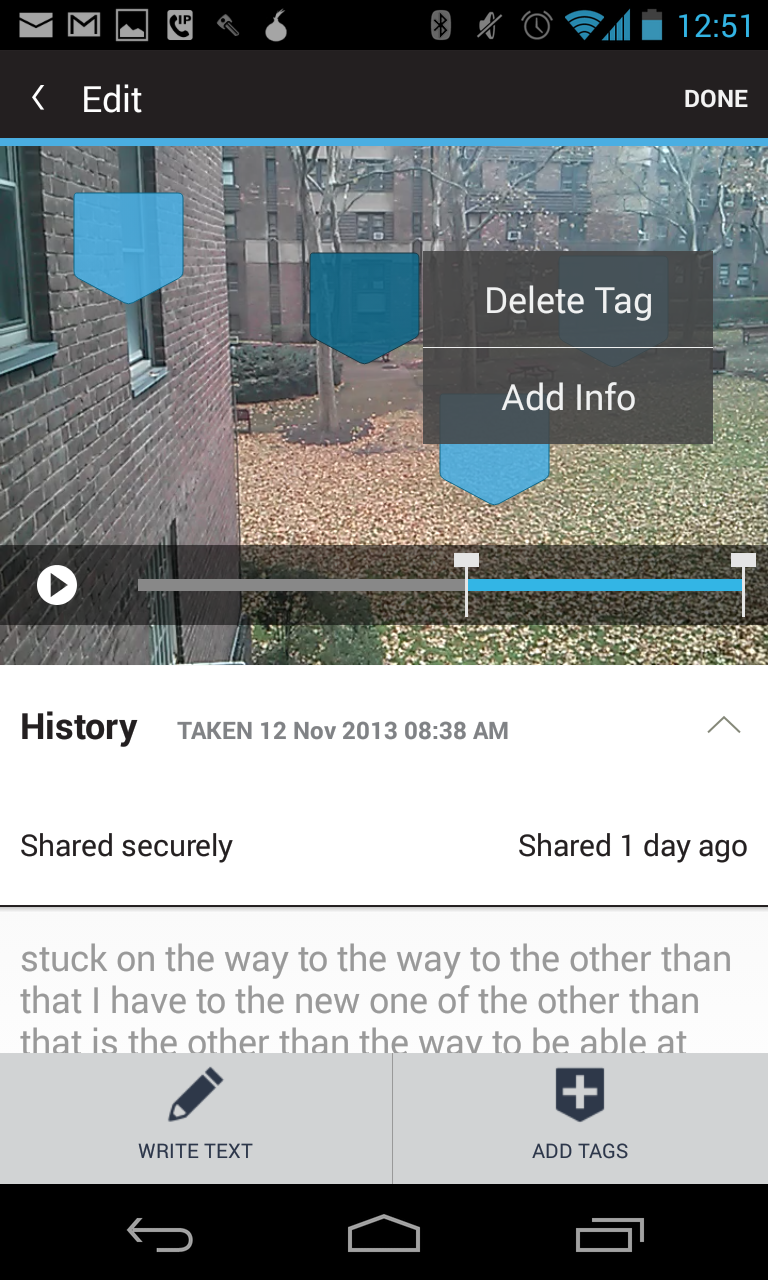 IP
12:51
Edit
DONE
Delete Tag
Add Info
History
TAKEN 12 Nov 2013 08:38 AM
Shared securely
Shared 1 day ago
stuck on the way to the way to the other than
that I have to the new one of the other than
that is the other than the way to be able at
WRITE TEXT
ADD TAGS